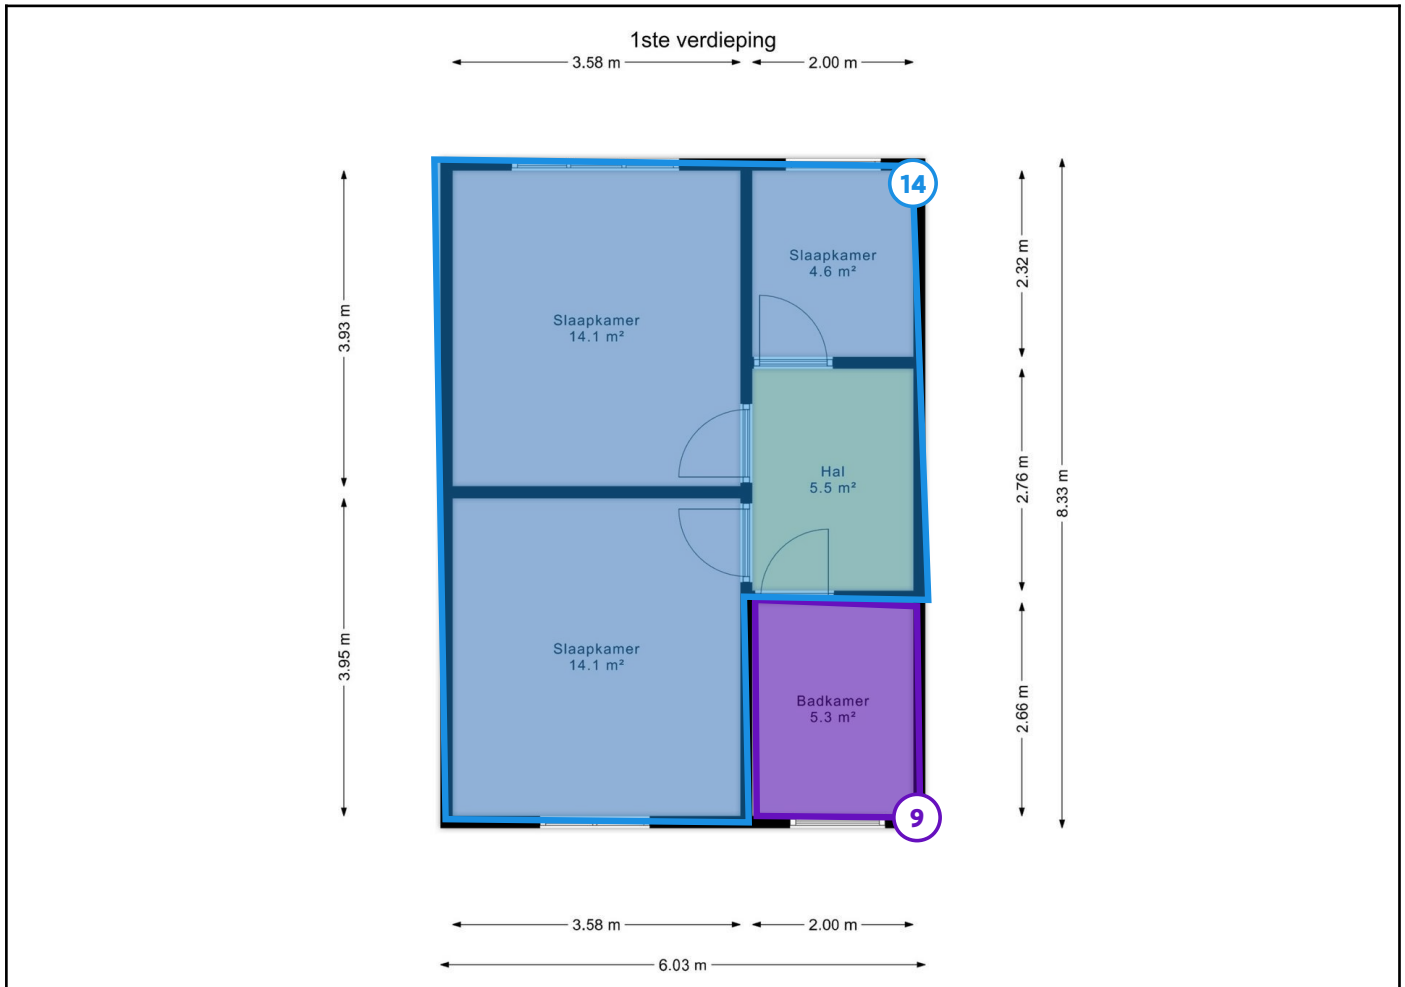 1ste verdieping
3.58 m
2.00 m
14
Slaapkamer
4.6 m²
2.32 m
Slaapkamer
14.1 m²
3.93 m
Hal
5.5 m²
2.76 m
8.33 m
Slaapkamer
14.1 m²
3.95 m
Badkamer
5.3 m²
2.66 m
9
3.58 m
2.00 m
6.03 m